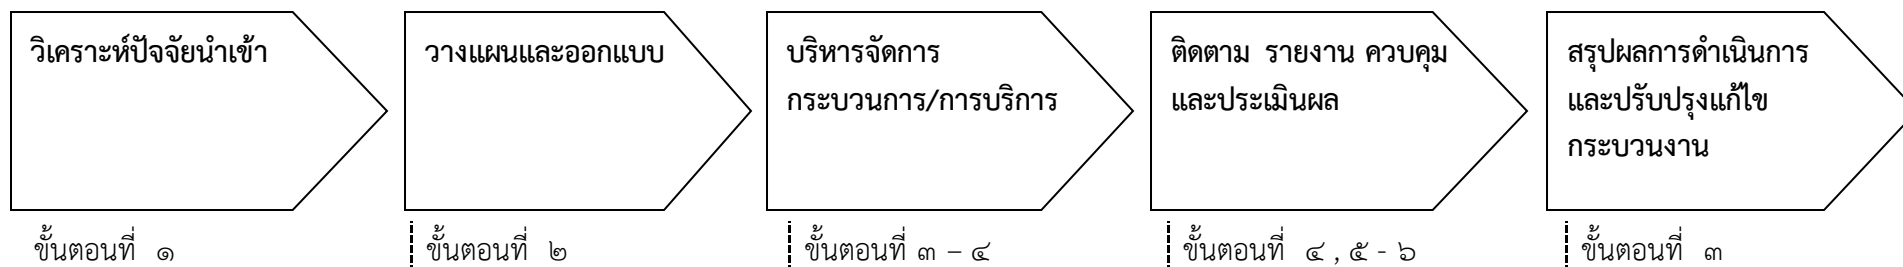 วิเคราะห์ปัจจัยนำเข้า
วางแผนและออกแบบ
บริหารจัดการ
กระบวนการ/การบริการ
ติดตาม รายงาน ควบคุม
และประเมินผล
สรุปผลการดำเนินการ
และปรับปรุงแก้ไข
กระบวนงาน
ขั้นตอนที่ ๑
ขั้นตอนที่ ๒
ขั้นตอนที่ ๓ – ๔
ขั้นตอนที่ ๔ , ๕ - ๖
ขั้นตอนที่ ๓